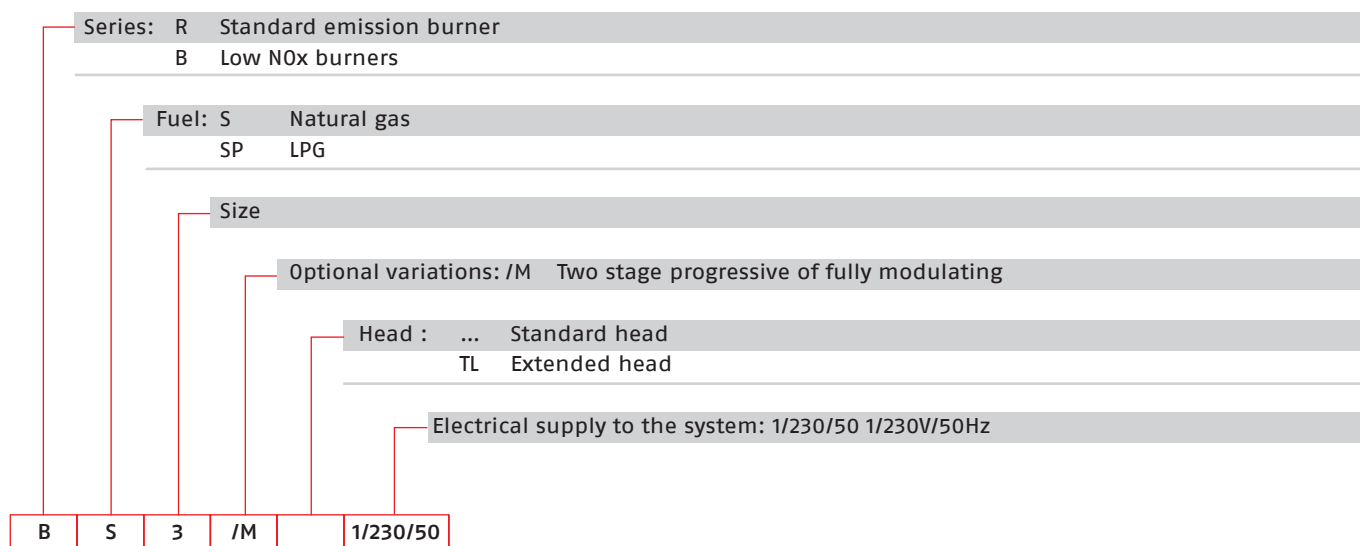 Series: R Standard emission burner
B Low N0x burners
Fuel: S Natural gas
SP LPG
Size
Optional variations: /M Two stage progressive of fully modulating
Head : ... Standard head
TL Extended head
Electrical supply to the system: 1/230/50 1/230V/50Hz
B S 3 /M 1/230/50